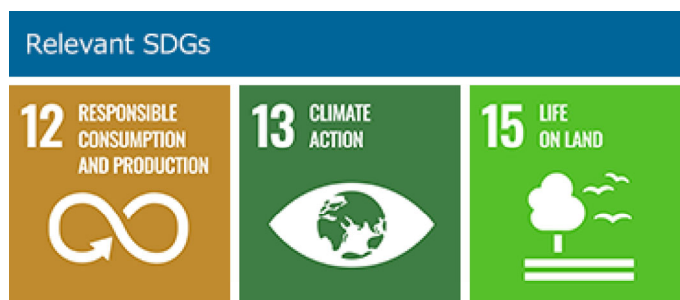 Relevant SDGs
12 RESPONSIBLE
CONSUMPTION
AND PRODUCTION
13 CLIMATE
ACTION
15 LIFE
ON LAND